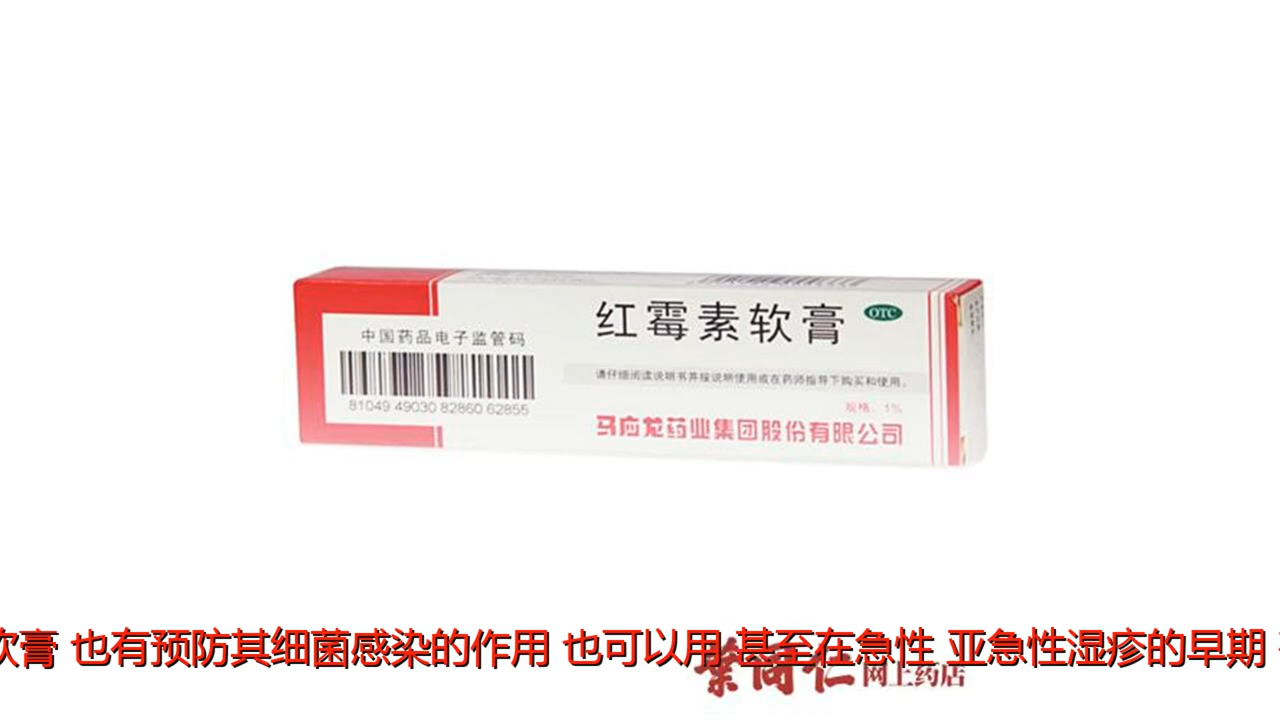 红霉素软膏 OTC
中国药品电子监管码
请仔细阅读说明书并按说明使用或在药师指导下购买和使用。
81049 49030 82860 62855
规格：1%
马应龙药业集团股份有限公司
软膏 也有预防其细菌感染的作用 也可以用 甚至在急性 亚急性湿疹的早期
网上药店